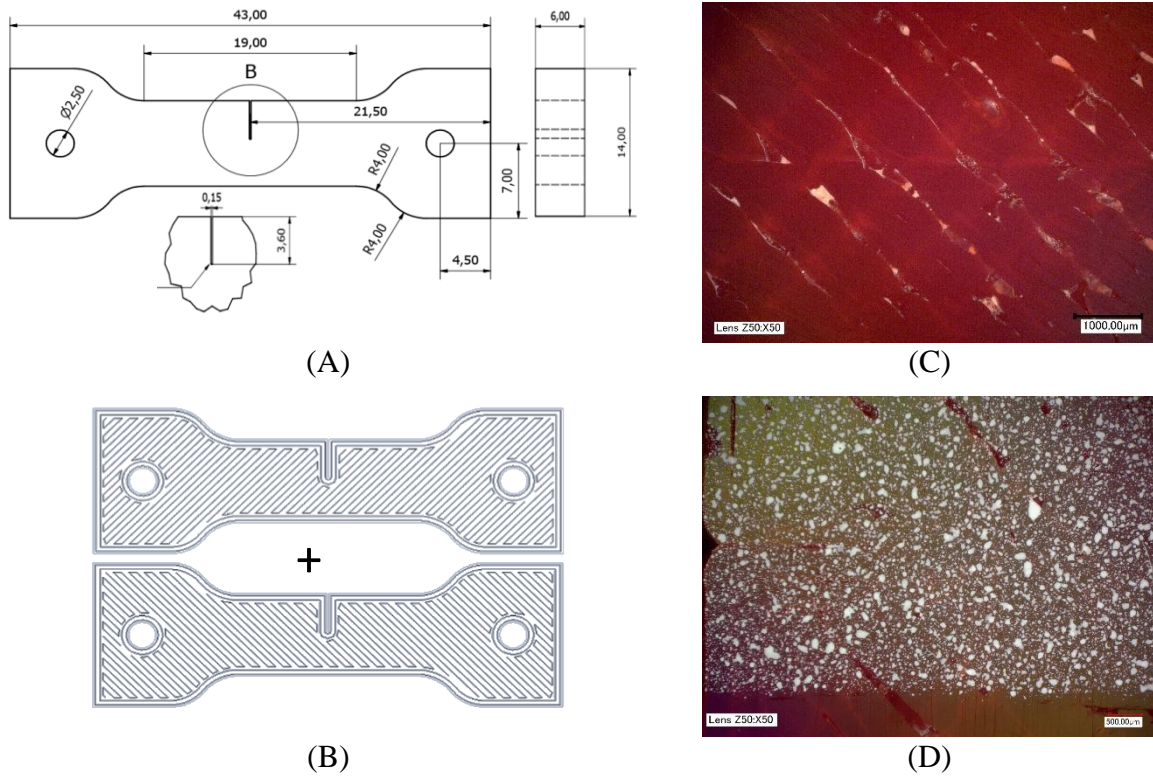 43,00
6,00
19,00
B
Ø2,50
21,50
R4,00
7,00
14,00
0,15
3,60
R4,00
4,50
(A)
Lens Z50:X50
1000.00µm
(C)
+
(B)
Lens Z50:X50
500.00µm
(D)